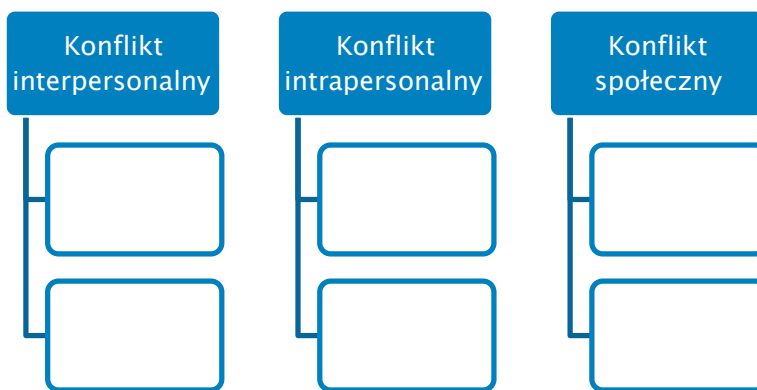 Konflikt
interpersonalny
Konflikt
intrapersonalny
Konflikt
społeczny